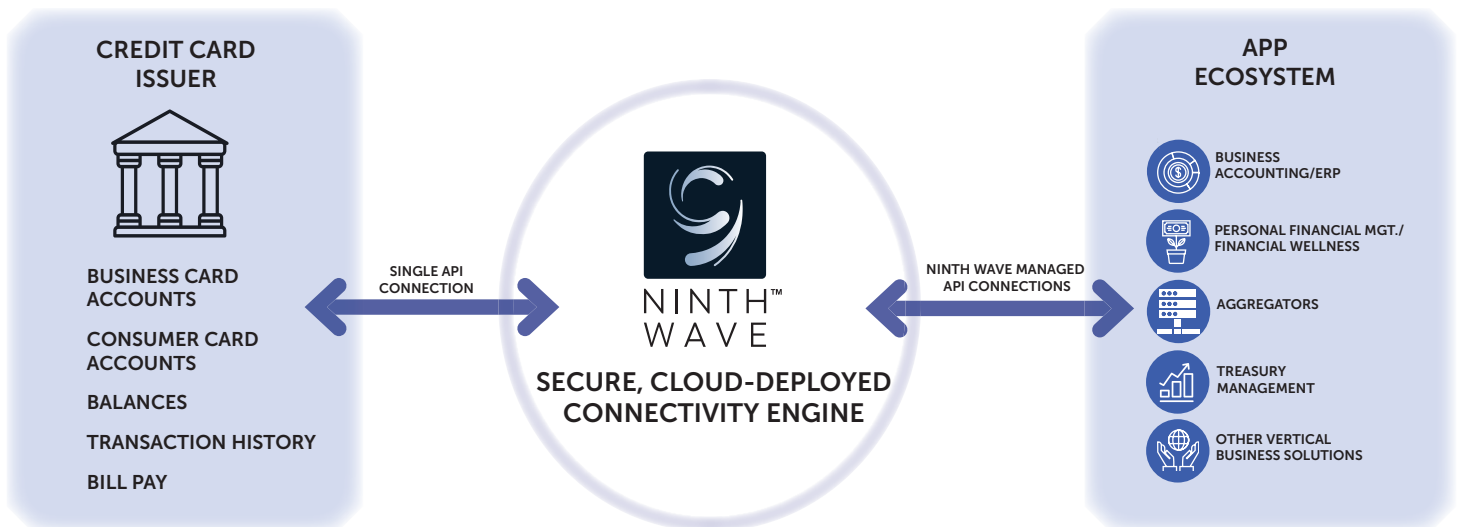 CREDIT CARD
ISSUER
BUSINESS CARD
ACCOUNTS
CONSUMER CARD
ACCOUNTS
BALANCES
TRANSACTION HISTORY
BILL PAY
SINGLE API
CONNECTION
NINTH™
WAVE
SECURE, CLOUD-DEPLOYED
CONNECTIVITY ENGINE
NINTH WAVE MANAGED
API CONNECTIONS
APP
ECOSYSTEM
$
BUSINESS
ACCOUNTING/ERP
PERSONAL FINANCIAL MGT./
FINANCIAL WELLNESS
AGGREGATORS
TREASURY
MANAGEMENT
OTHER VERTICAL
BUSINESS SOLUTIONS